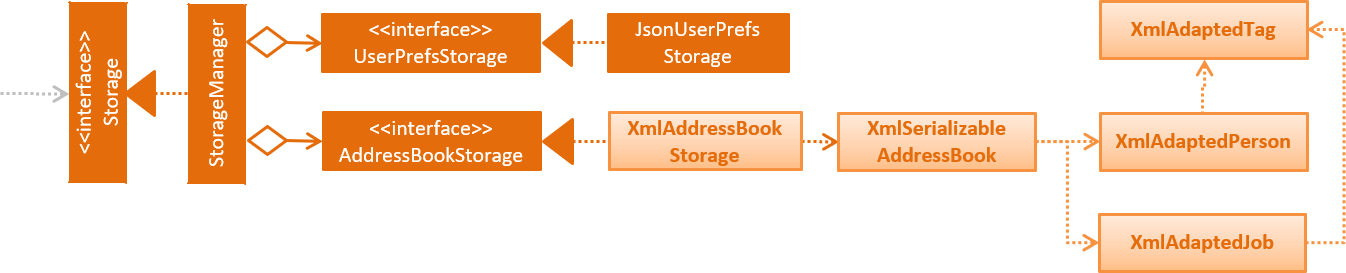 <<interface>>
Storage
StorageManager
<<interface>>
UserPrefsStorage
JsonUserPrefs
Storage
<<interface>>
AddressBookStorage
XmlAddressBook
Storage
XmlSerializable
AddressBook
XmlAdaptedTag
XmlAdaptedPerson
XmlAdaptedJob